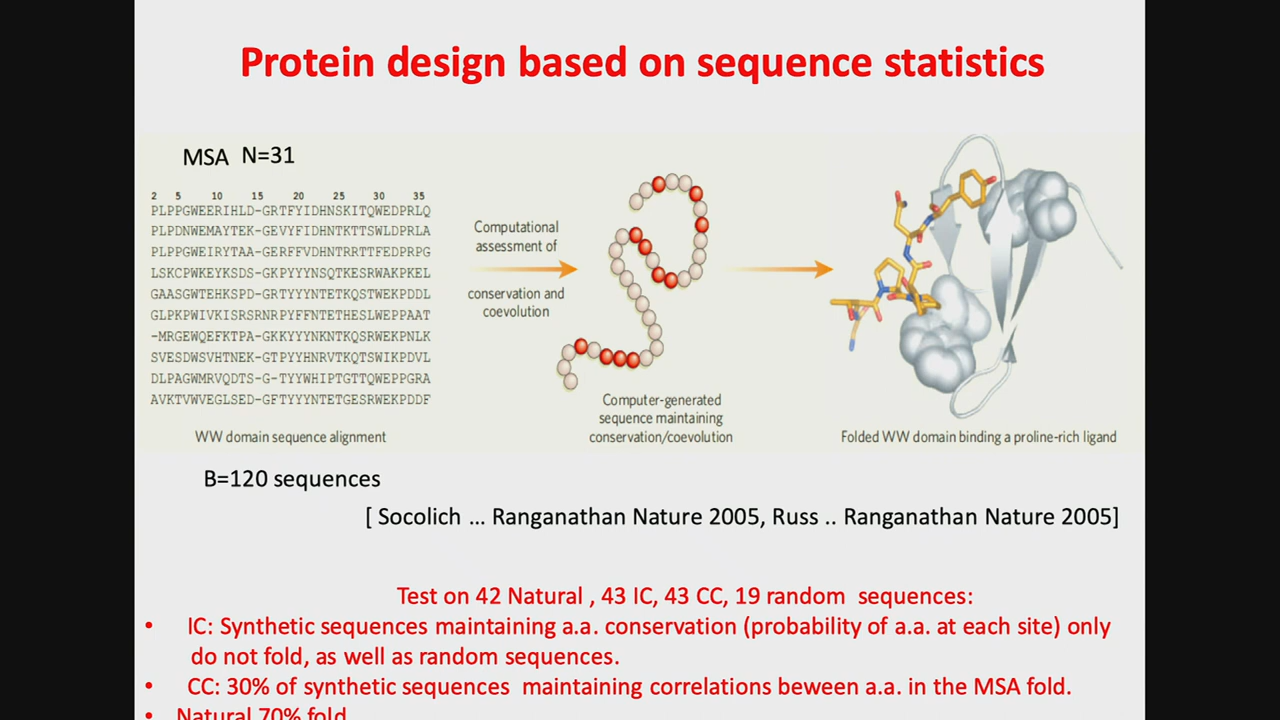 Protein design based on sequence statistics
MSA N=31
2 5 10 15 20 25 30 35
PLPPGWEERIHLD-GRTFYIDHNSKITQWEDPRLQ
PLPDNWEMAYTEK-GEVYFIDHNTKTTSWLDPRLA
PLPPGWEIRYTAA-GERFFVDHNTRRTTFEDPRPG
LSKCPWKEYKSDS-GKPYYYNSQTKESRWAKPKEL
GAASGWTEHKSPD-GRTYYYNTETKQSTWEKPDDL
GLPKPWIVKISRSRNRPYFFNTETHESLWEPPAAT
-MRGEWQEFKTPA-GKKYYYNKNTKQSRWEKPNLK
SVESDWSVHTNEK-GTPYYHNRVTKQTSWIKPDVL
DLPAGWMRVQDTS-G-TYYWHIPTGTTQWEPPGRA
AVKTVWVEGLSED-GFTYYYNTETGESRWEKPDDF
WW domain sequence alignment
Computational
assessment of
conservation and
coevolution
Computer-generated
sequence maintaining
conservation/coevolution
Folded WW domain binding a proline-rich ligand
B=120 sequences
[ Socolich ... Ranganathan Nature 2005, Russ .. Ranganathan Nature 2005]
Test on 42 Natural , 43 IC, 43 CC, 19 random sequences:
• IC: Synthetic sequences maintaining a.a. conservation (probability of a.a. at each site) only
do not fold, as well as random sequences.
• CC: 30% of synthetic sequences maintaining correlations beween a.a. in the MSA fold.
• Natural 70% fold